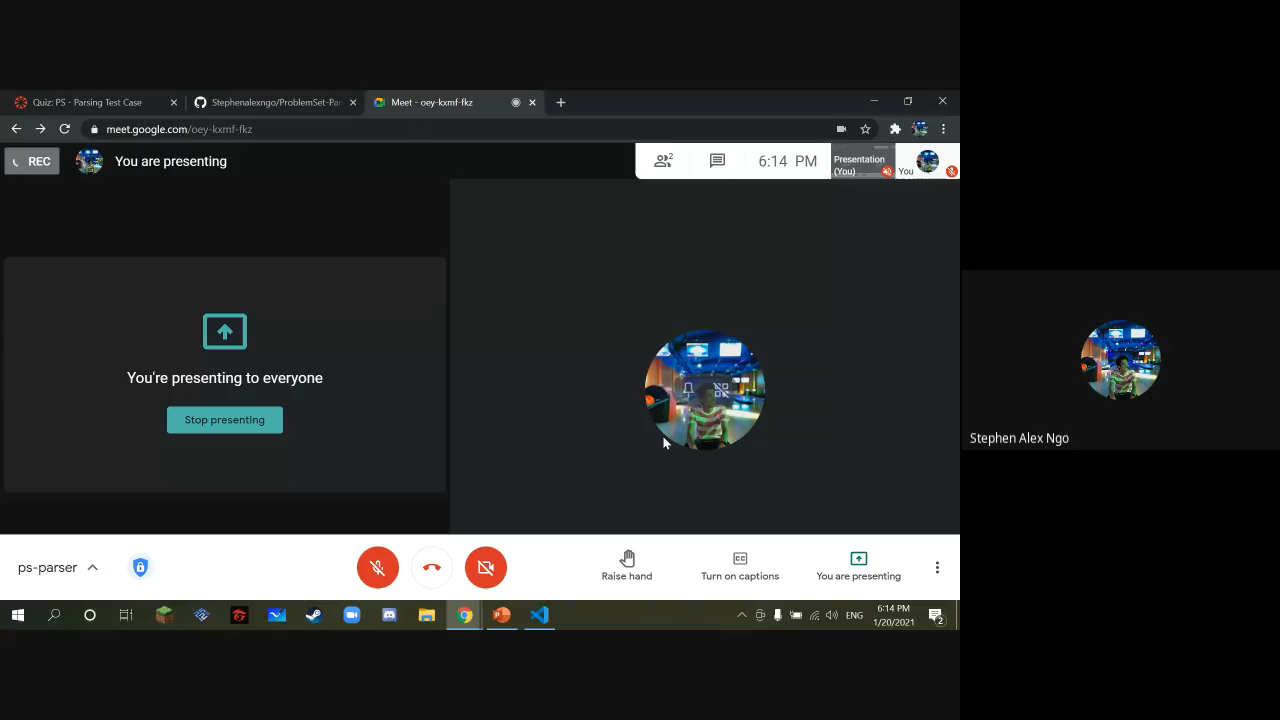 Quiz: PS - Parsing Test Case
Stephenalexngo/ProblemSet-Par
Meet - oey-kxmf-fkz
meet.google.com/oey-kxmf-fkz
REC
You are presenting
2
6:14 PM
Presentation
(You)
You
You're presenting to everyone
Stop presenting
Stephen Alex Ngo
ps-parser
Raise hand
Turn on captions
You are presenting
ENG
6:14 PM
1/20/2021
2